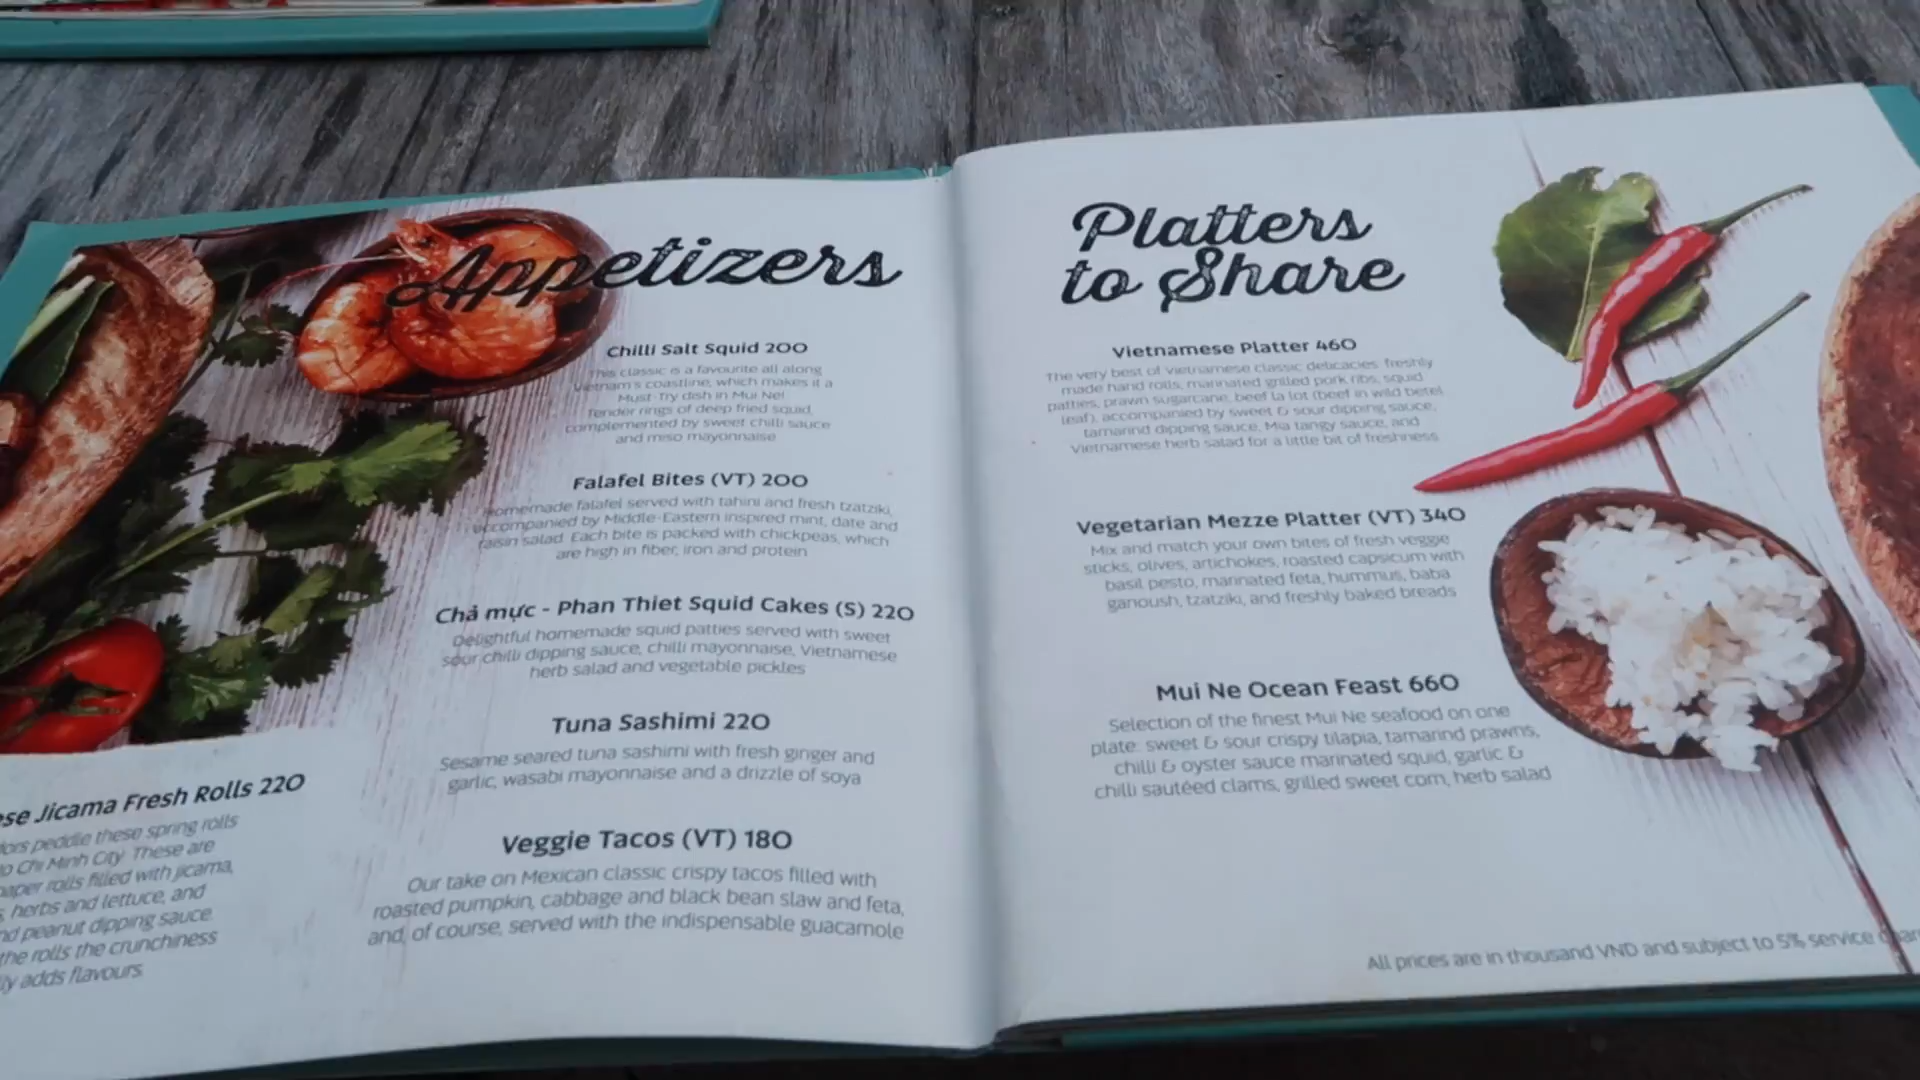 Appetizers
Chilli Salt Squid 200
This classic is a favourite all along
Vietnam's coastline, which makes it a
Must-Try dish in Mui Ne!
Tender rings of deep fried squid,
complemented by sweet chilli sauce
and miso mayonnaise
Falafel Bites (VT) 200
Homemade falafel served with tahini and fresh tzatziki,
accompanied by Middle-Eastern inspired mint, date and
raisin salad. Each bite is packed with chickpeas, which
are high in fiber, iron and protein
Chả mực - Phan Thiet Squid Cakes (S) 220
Delightful homemade squid patties served with sweet
sour chilli dipping sauce, chilli mayonnaise, Vietnamese
herb salad and vegetable pickles
Tuna Sashimi 220
Sesame seared tuna sashimi with fresh ginger and
garlic, wasabi mayonnaise and a drizzle of soya
Veggie Tacos (VT) 180
Our take on Mexican classic crispy tacos filled with
roasted pumpkin, cabbage and black bean slaw and feta,
and, of course, served with the indispensable guacamole
Jicama Fresh Rolls 220
peddle these spring rolls
Chi Minh City. These are
rolls filled with jicama,
herbs and lettuce, and
peanut dipping sauce.
the rolls the crunchiness
adds flavours
Platters
to Share
Vietnamese Platter 460
The very best of vietnamese classic delicacies: freshly
made hand rolls, marinated grilled pork ribs, squid
patties, prawn sugarcane, beef la lot (beef in wild betel
leaf), accompanied by sweet & sour dipping sauce,
tamarind dipping sauce, Mia tangy sauce, and
Vietnamese herb salad for a little bit of freshness
Vegetarian Mezze Platter (VT) 340
Mix and match your own bites of fresh veggie
sticks, olives, artichokes, roasted capsicum with
basil pesto, marinated feta, hummus, baba
ganoush, tzatziki, and freshly baked breads
Mui Ne Ocean Feast 660
Selection of the finest Mui Ne seafood on one
plate: sweet & sour crispy tilapia, tamarind prawns,
chilli & oyster sauce marinated squid, garlic &
chilli sautéed clams, grilled sweet corn, herb salad
All prices are in thousand VND and subject to 5% service